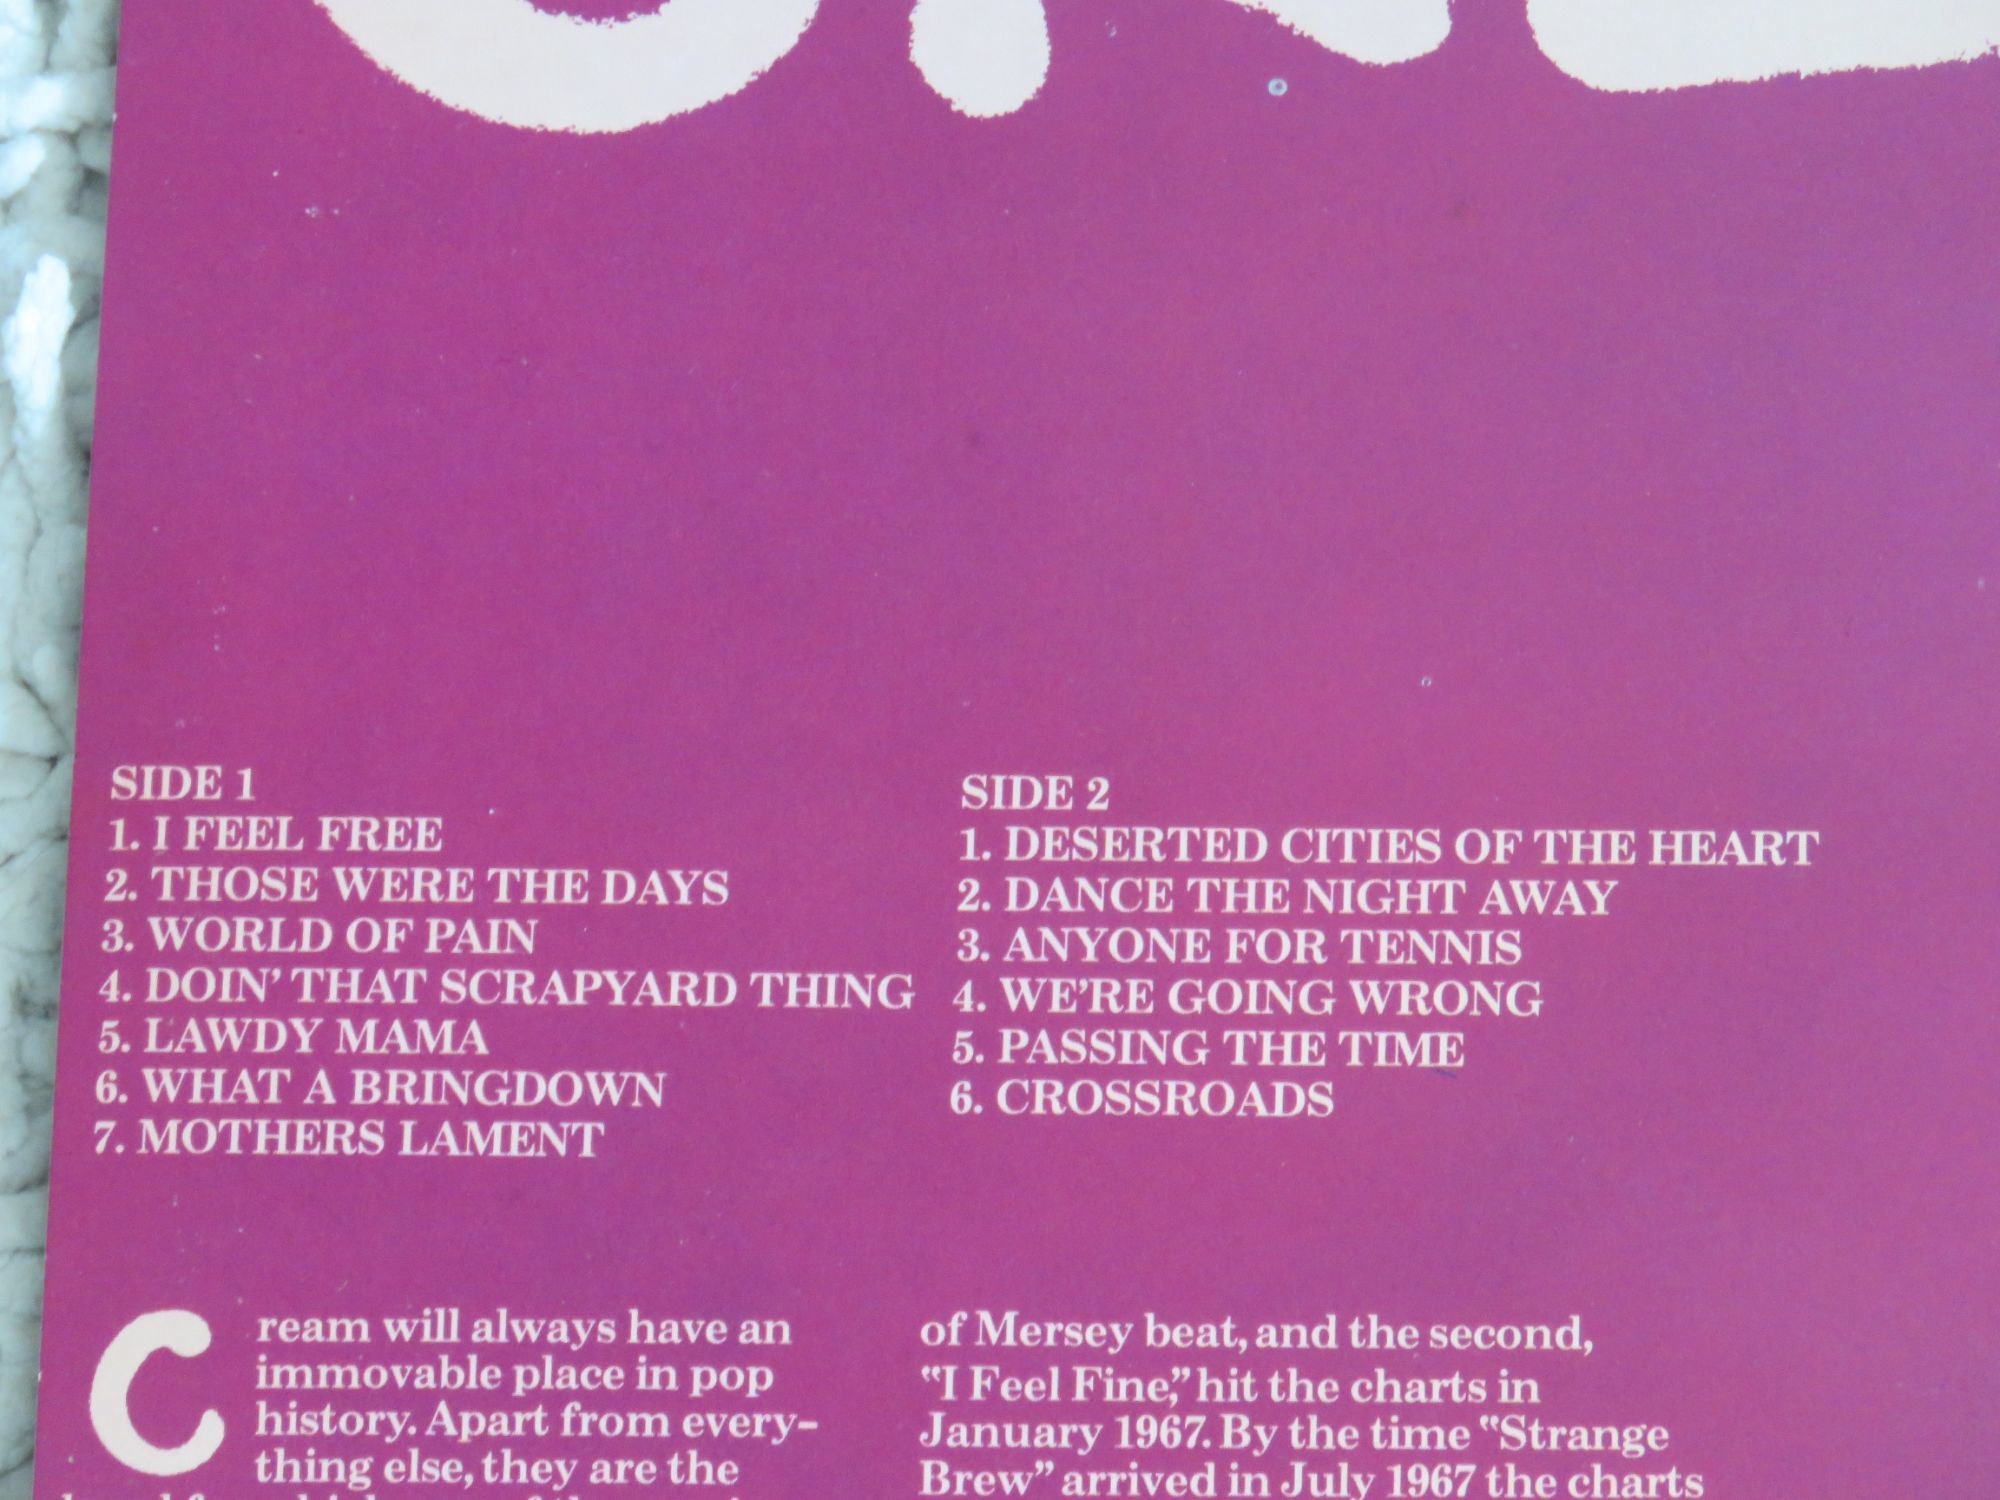 SIDE 1
1. I FEEL FREE
2. THOSE WERE THE DAYS
3. WORLD OF PAIN
4. DOIN' THAT SCRAPYARD THING
5. LAWDY MAMA
6. WHAT A BRINGDOWN
7. MOTHERS LAMENT
SIDE 2
1. DESERTED CITIES OF THE HEART
2. DANCE THE NIGHT AWAY
3. ANYONE FOR TENNIS
4. WE'RE GOING WRONG
5. PASSING THE TIME
6. CROSSROADS
Cream will always have an
immovable place in pop
history. Apart from every-
thing else, they are the
of Mersey beat, and the second,
“I Feel Fine,” hit the charts in
January 1967. By the time “Strange
Brew” arrived in July 1967 the charts